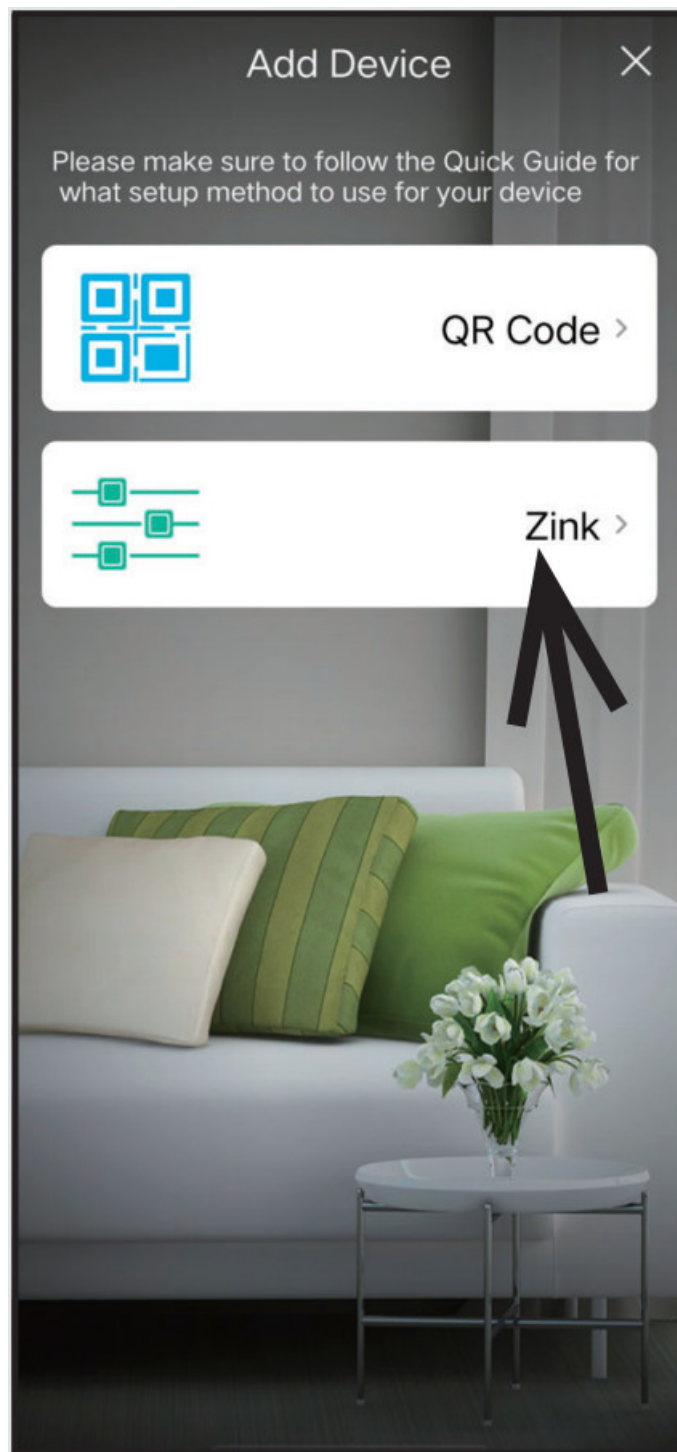 Add Device
Please make sure to follow the Quick Guide for
what setup method to use for your device
QR Code
Zink